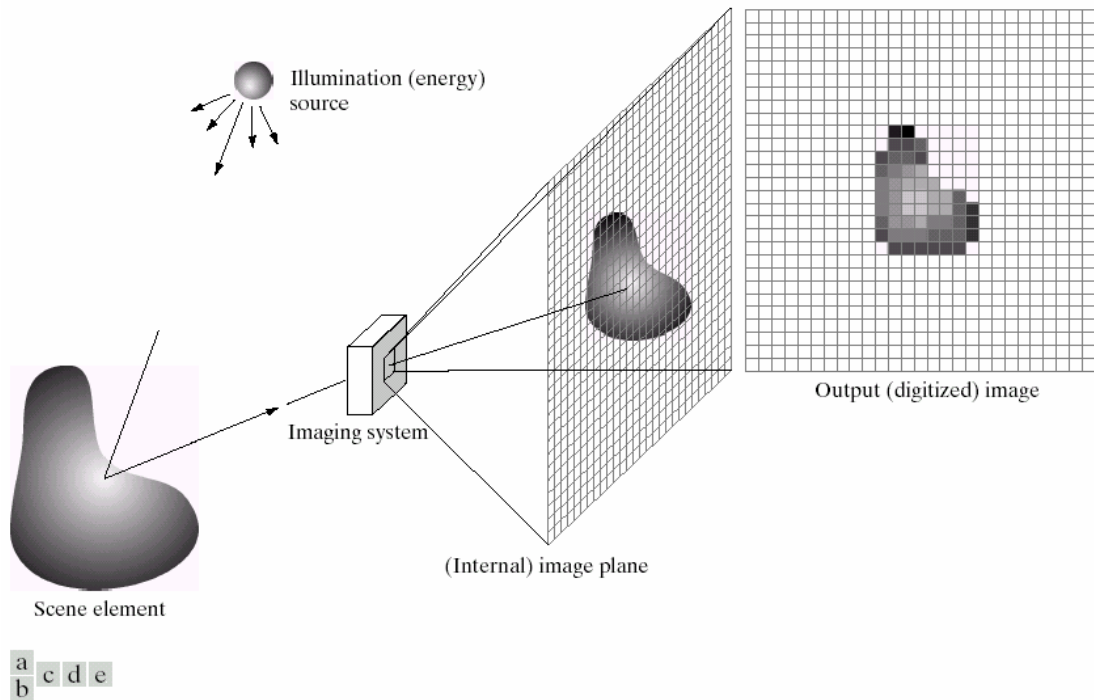 Illumination (energy)
source
Output (digitized) image
Imaging system
(Internal) image plane
Scene element
a
b
c d e